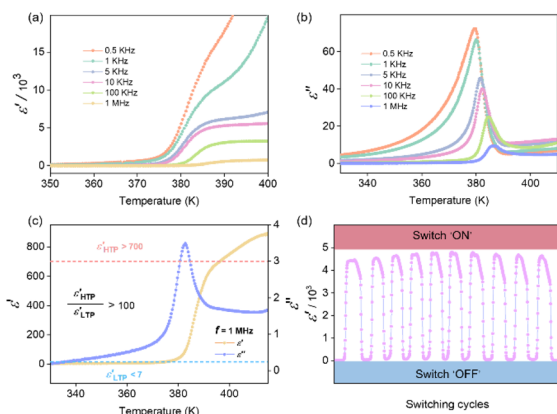 (a)
ε′ / 10³
15
10
5
0
0.5 KHz
1 KHz
5 KHz
10 KHz
100 KHz
1 MHz
350 360 370 380 390 400
Temperature (K)
(b)
ε″
60
40
20
0
0.5 KHz
1 KHz
5 KHz
10 KHz
100 KHz
1 MHz
340 360 380 400
Temperature (K)
(c)
ε′
800
600
400
200
0
ε′HTP > 700
ε′HTP
ε′LTP
> 100
f = 1 MHz
ε′
ε″
ε′LTP < 7
4
3
2
1
0
ε″
340 360 380 400
Temperature (K)
(d)
ε′ / 10³
5
4
3
2
1
0
Switch 'ON'
Switch 'OFF'
Switching cycles